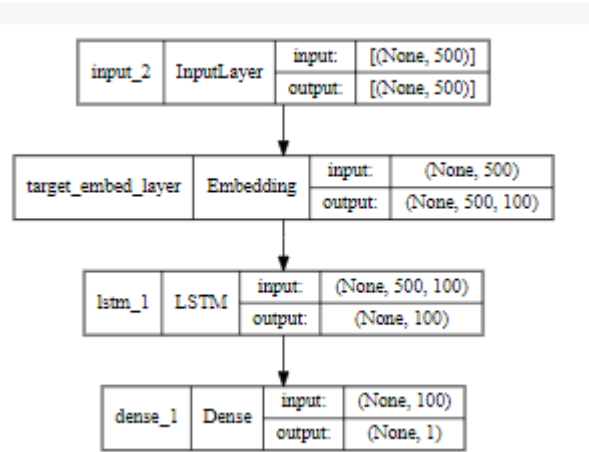 input_2 InputLayer input: [(None, 500)]
output: [(None, 500)]
target_embed_layer Embedding input: (None, 500)
output: (None, 500, 100)
lstm_1 LSTM input: (None, 500, 100)
output: (None, 100)
dense_1 Dense input: (None, 100)
output: (None, 1)